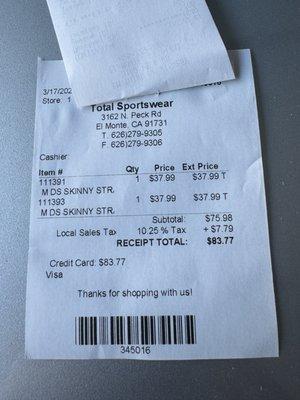 3/17/202
Store: 1
Total Sportswear
3162 N. Peck Rd
El Monte, CA 91731
T. 626)279-9305
F. 626)279-9306
Cashier
Item # Qty Price Ext Price
111391 1 $37.99 $37.99 T
M DS SKINNY STR
111393 1 $37.99 $37.99 T
M DS SKINNY STR
Subtotal: $75.98
Local Sales Tax 10.25 % Tax + $7.79
RECEIPT TOTAL: $83.77
Credit Card: $83.77
Visa
Thanks for shopping with us!
345016